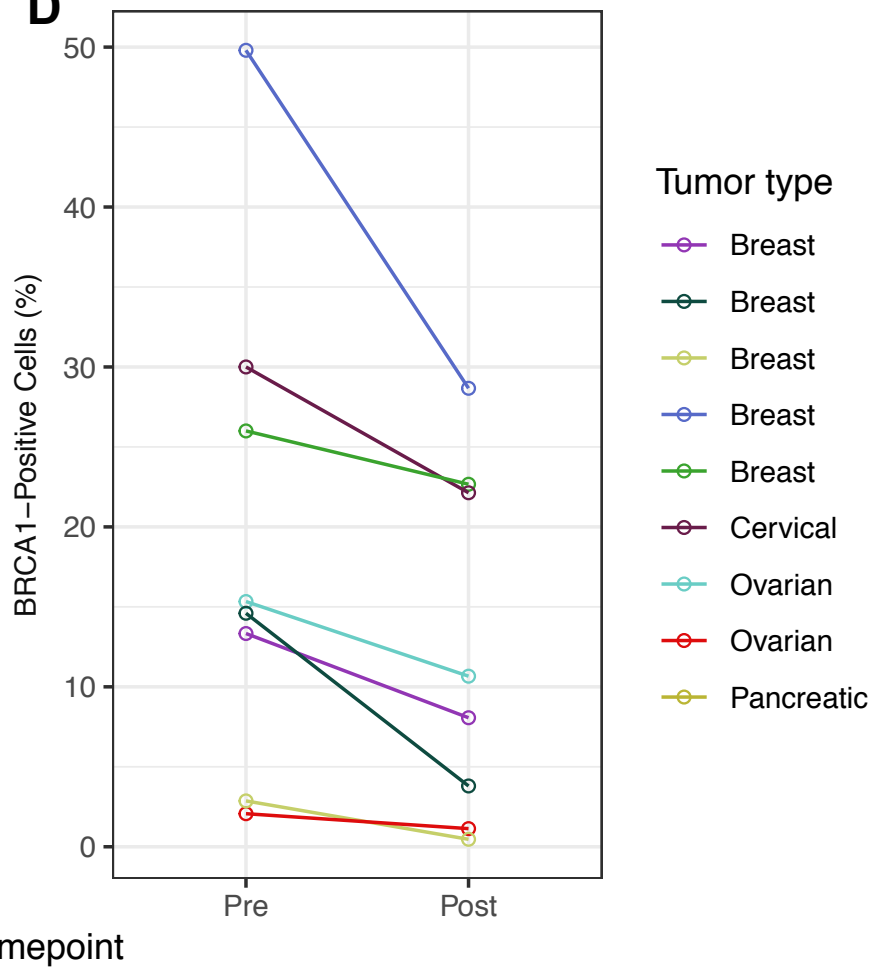 D
50
40
30
20
10
0
BRCA1−Positive Cells (%)
Pre
Post
mepoint
Tumor type
Breast
Breast
Breast
Breast
Breast
Cervical
Ovarian
Ovarian
Pancreatic